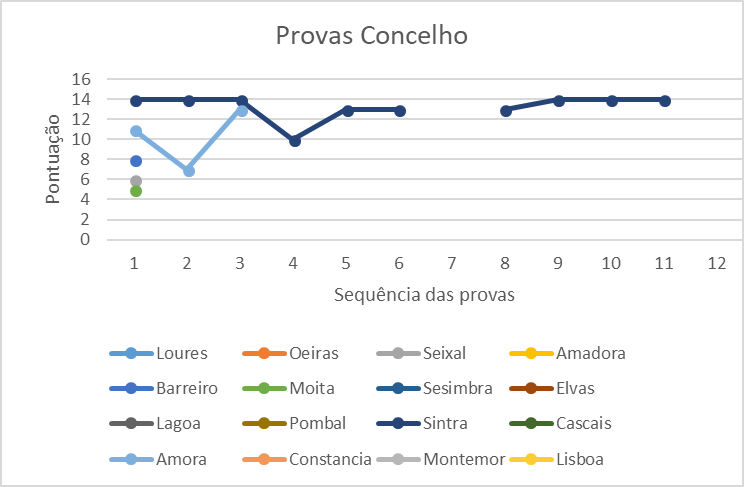 Provas Concelho
16
14
12
10
8
6
4
2
0
Pontuação
1 2 3 4 5 6 7 8 9 10 11 12
Sequência das provas
Loures Oeiras Seixal Amadora
Barreiro Moita Sesimbra Elvas
Lagoa Pombal Sintra Cascais
Amora Constancia Montemor Lisboa